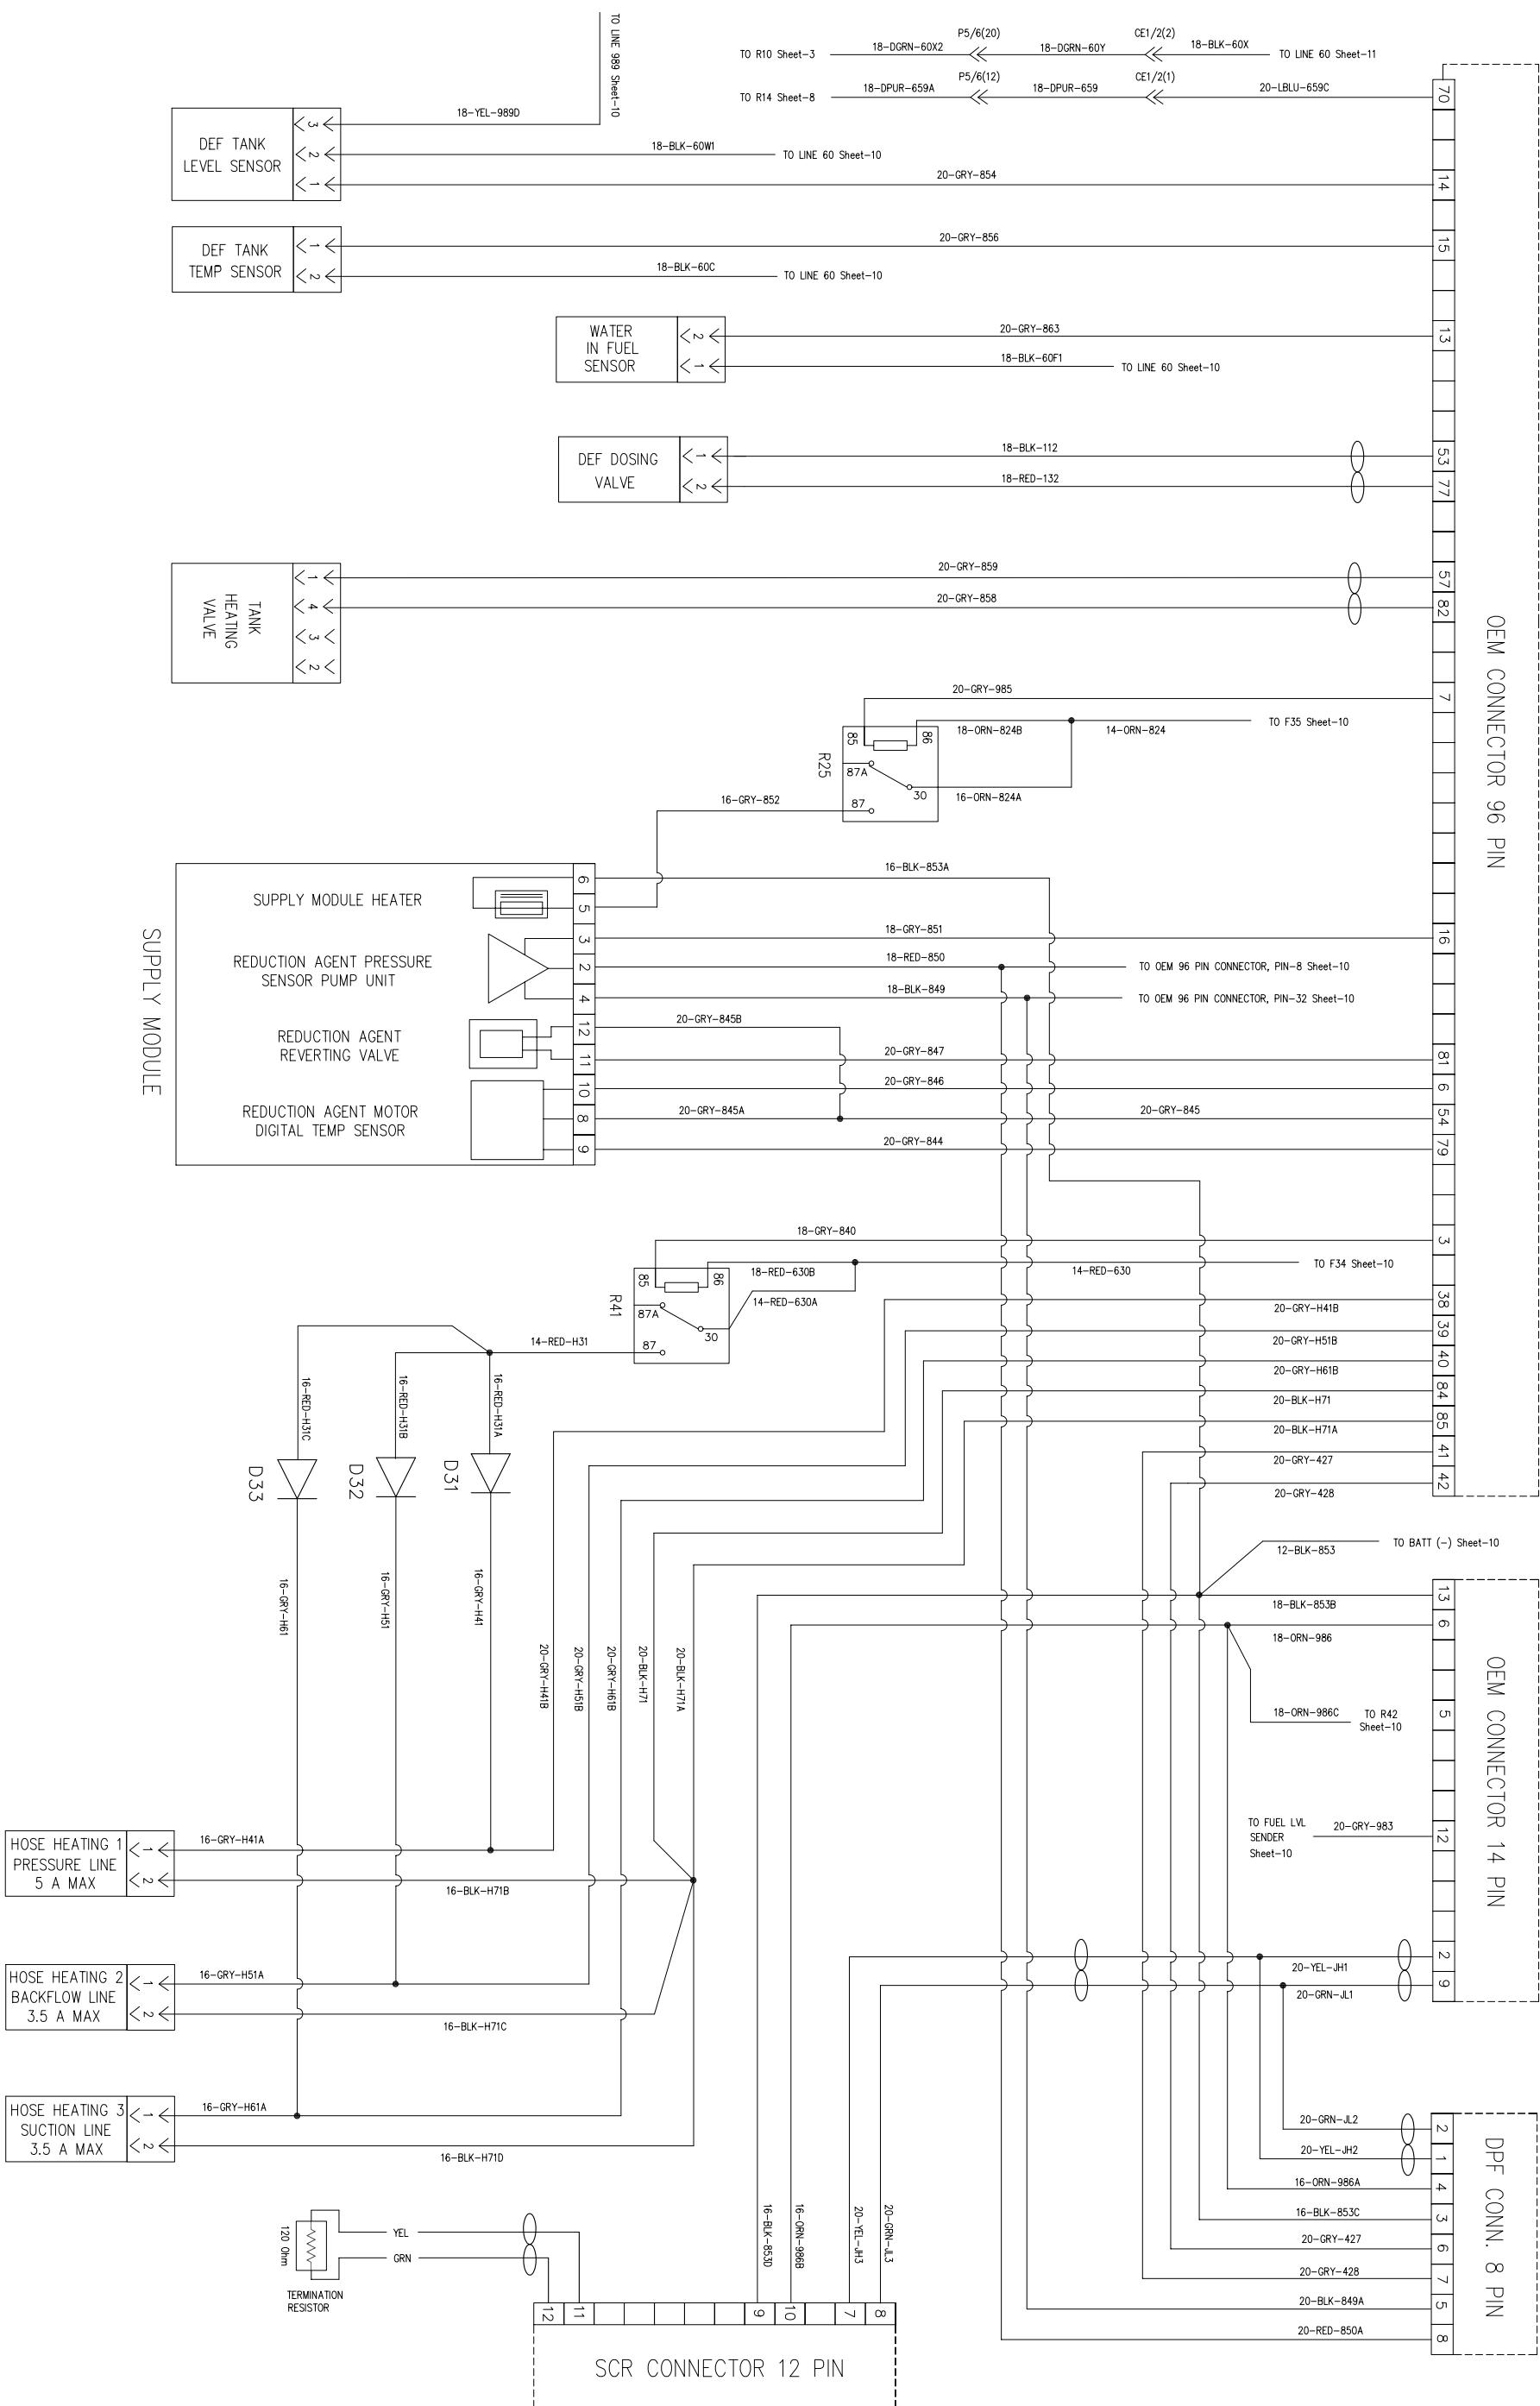 TO LINE 989 Sheet-10
TO R10 Sheet-3
18-DGRN-60X2
P5/6(20)
18-DGRN-60Y
CE1/2(2)
18-BLK-60X
TO LINE 60 Sheet-11
TO R14 Sheet-8
18-DPUR-659A
P5/6(12)
18-DPUR-659
CE1/2(1)
20-LBLU-659C
70
DEF TANK
LEVEL SENSOR
3
2
1
18-YEL-989D
18-BLK-60W1
TO LINE 60 Sheet-10
20-GRY-854
14
DEF TANK
TEMP SENSOR
1
2
20-GRY-856
15
18-BLK-60C
TO LINE 60 Sheet-10
WATER
IN FUEL
SENSOR
2
1
20-GRY-863
13
18-BLK-60F1
TO LINE 60 Sheet-10
DEF DOSING
VALVE
1
2
18-BLK-112
53
18-RED-132
77
TANK
HEATING
VALVE
1
4
3
2
20-GRY-859
57
20-GRY-858
82
OEM CONNECTOR 96 PIN
20-GRY-985
7
R25
85
86
87A
30
87
18-ORN-824B
14-ORN-824
TO F35 Sheet-10
16-ORN-824A
16-GRY-852
SUPPLY MODULE
SUPPLY MODULE HEATER
REDUCTION AGENT PRESSURE
SENSOR PUMP UNIT
REDUCTION AGENT
REVERTING VALVE
REDUCTION AGENT MOTOR
DIGITAL TEMP SENSOR
6
5
3
2
4
12
11
10
8
9
16-BLK-853A
18-GRY-851
16
18-RED-850
TO OEM 96 PIN CONNECTOR, PIN-8 Sheet-10
18-BLK-849
TO OEM 96 PIN CONNECTOR, PIN-32 Sheet-10
20-GRY-845B
20-GRY-847
81
20-GRY-846
6
20-GRY-845A
20-GRY-845
54
20-GRY-844
79
18-GRY-840
3
R41
85
86
87A
30
87
18-RED-630B
14-RED-630
TO F34 Sheet-10
14-RED-630A
14-RED-H31
20-GRY-H41B
38
20-GRY-H51B
39
20-GRY-H61B
40
20-BLK-H71
84
20-BLK-H71A
85
20-GRY-427
41
20-GRY-428
42
16-RED-H31C
16-RED-H31B
16-RED-H31A
D33
D32
D31
16-GRY-H61
16-GRY-H51
16-GRY-H41
20-GRY-H41B
20-GRY-H51B
20-GRY-H61B
20-BLK-H71
20-BLK-H71A
12-BLK-853
TO BATT (-) Sheet-10
18-BLK-853B
13
18-ORN-986
6
18-ORN-986C
TO R42
Sheet-10
5
OEM CONNECTOR 14 PIN
TO FUEL LVL
SENDER
Sheet-10
20-GRY-983
12
20-YEL-JH1
2
20-GRN-JL1
9
HOSE HEATING 1
PRESSURE LINE
5 A MAX
1
2
16-GRY-H41A
16-BLK-H71B
HOSE HEATING 2
BACKFLOW LINE
3.5 A MAX
1
2
16-GRY-H51A
16-BLK-H71C
HOSE HEATING 3
SUCTION LINE
3.5 A MAX
1
2
16-GRY-H61A
16-BLK-H71D
DPF CONN. 8 PIN
20-GRN-JL2
2
20-YEL-JH2
1
16-ORN-986A
4
16-BLK-853C
3
20-GRY-427
6
20-GRY-428
7
20-BLK-849A
5
20-RED-850A
8
16-BLK-853D
16-ORN-986B
20-YEL-JH3
20-GRN-JL3
120 Ohm
YEL
GRN
TERMINATION
RESISTOR
12
11
9
10
7
8
SCR CONNECTOR 12 PIN